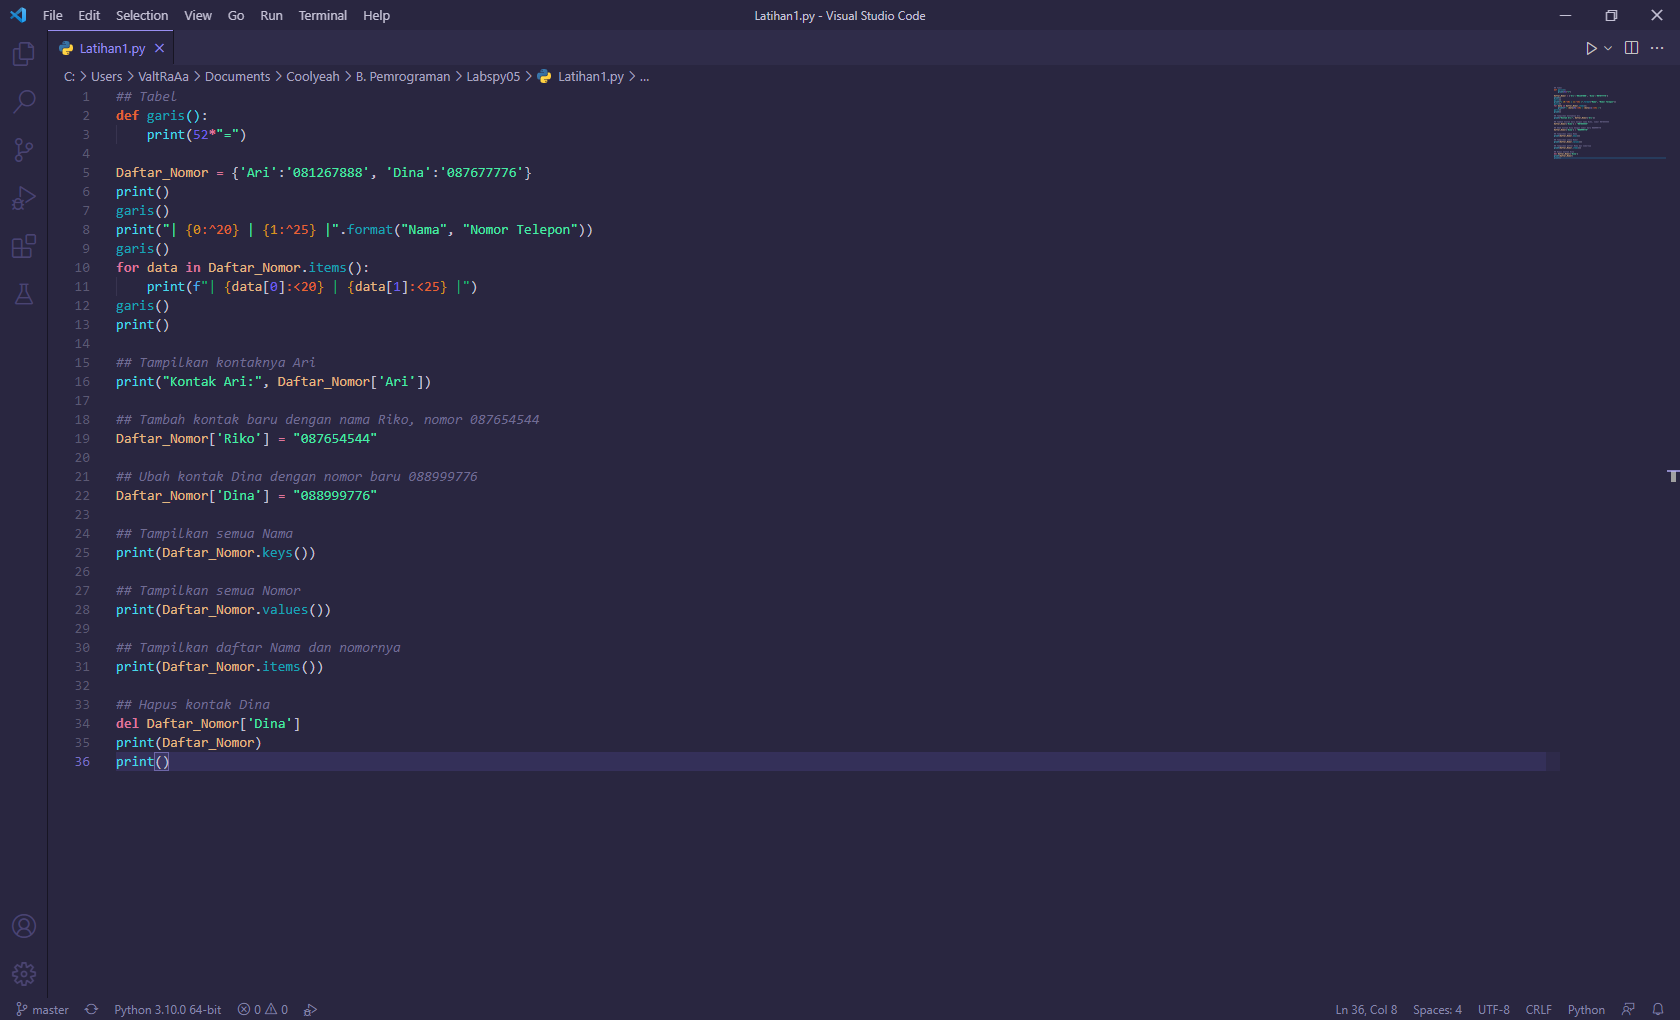 File Edit Selection View Go Run Terminal Help
Latihan1.py - Visual Studio Code
Latihan1.py
C: > Users > ValtRaAa > Documents > Coolyeah > B. Pemrograman > Labspy05 > Latihan1.py > ...
1 ## Tabel
2 def garis():
3     print(52*"=")
4
5 Daftar_Nomor = {'Ari':'081267888', 'Dina':'087677776'}
6 print()
7 garis()
8 print("| {0:^20} | {1:^25} |".format("Nama", "Nomor Telepon"))
9 garis()
10 for data in Daftar_Nomor.items():
11     print(f"| {data[0]:<20} | {data[1]:<25} |")
12 garis()
13 print()
14
15 ## Tampilkan kontaknya Ari
16 print("Kontak Ari:", Daftar_Nomor['Ari'])
17
18 ## Tambah kontak baru dengan nama Riko, nomor 087654544
19 Daftar_Nomor['Riko'] = "087654544"
20
21 ## Ubah kontak Dina dengan nomor baru 088999776
22 Daftar_Nomor['Dina'] = "088999776"
23
24 ## Tampilkan semua Nama
25 print(Daftar_Nomor.keys())
26
27 ## Tampilkan semua Nomor
28 print(Daftar_Nomor.values())
29
30 ## Tampilkan daftar Nama dan nomornya
31 print(Daftar_Nomor.items())
32
33 ## Hapus kontak Dina
34 del Daftar_Nomor['Dina']
35 print(Daftar_Nomor)
36 print()
master Python 3.10.0 64-bit 0 0 Ln 36, Col 8 Spaces: 4 UTF-8 CRLF Python